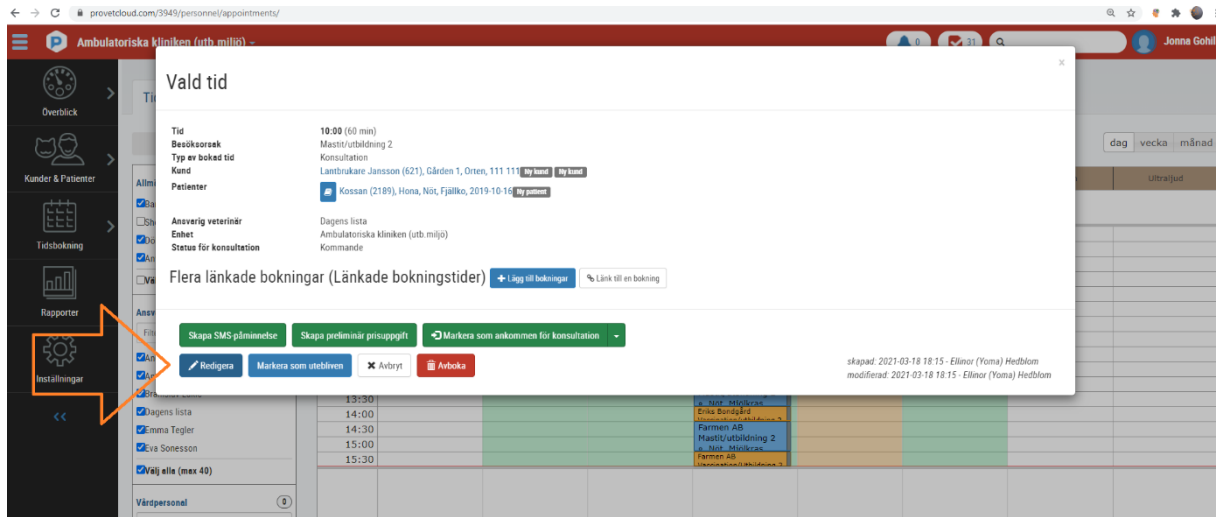 provetcloud.com/3949/personnel/appointments/
Ambulatoriska kliniken (utb miljö)
0
31
Jonna Gohil
Vald tid
x
Överblick
Kunder & Patienter
Tidsbokning
Rapporter
Inställningar
<<
Tid 10:00 (60 min)
Besöksorsak Mastit/utbildning 2
Typ av bokad tid Konsultation
Kund Lantbrukare Jansson (621), Gården 1, Orten, 111 111 Ny kund Ny kund
Patienter Kossan (2189), Hona, Nöt, Fjällko, 2019-10-16 Ny patient
Ansvarig veterinär Dagens lista
Enhet Ambulatoriska kliniken (utb.miljö)
Status för konsultation Kommande
Flera länkade bokningar (Länkade bokningstider) Lägg till bokningar Länk till en bokning
Skapa SMS-påminnelse Skapa preliminär prisuppgift Markera som ankommen för konsultation
Redigera Markera som utebliven Avbryt Avboka
skapad: 2021-03-18 18:15 - Ellinor (Yoma) Hedblom
modifierad: 2021-03-18 18:15 - Ellinor (Yoma) Hedblom
dag vecka månad
Ultraljud
Dagens lista
Emma Tegler
Eva Sonesson
Välj alla (max 40)
Vårdpersonal 0
13:30
14:00
14:30
15:00
15:30
Eriks Bondgård
Farmen AB
Mastit/utbildning 2
Farmen AB